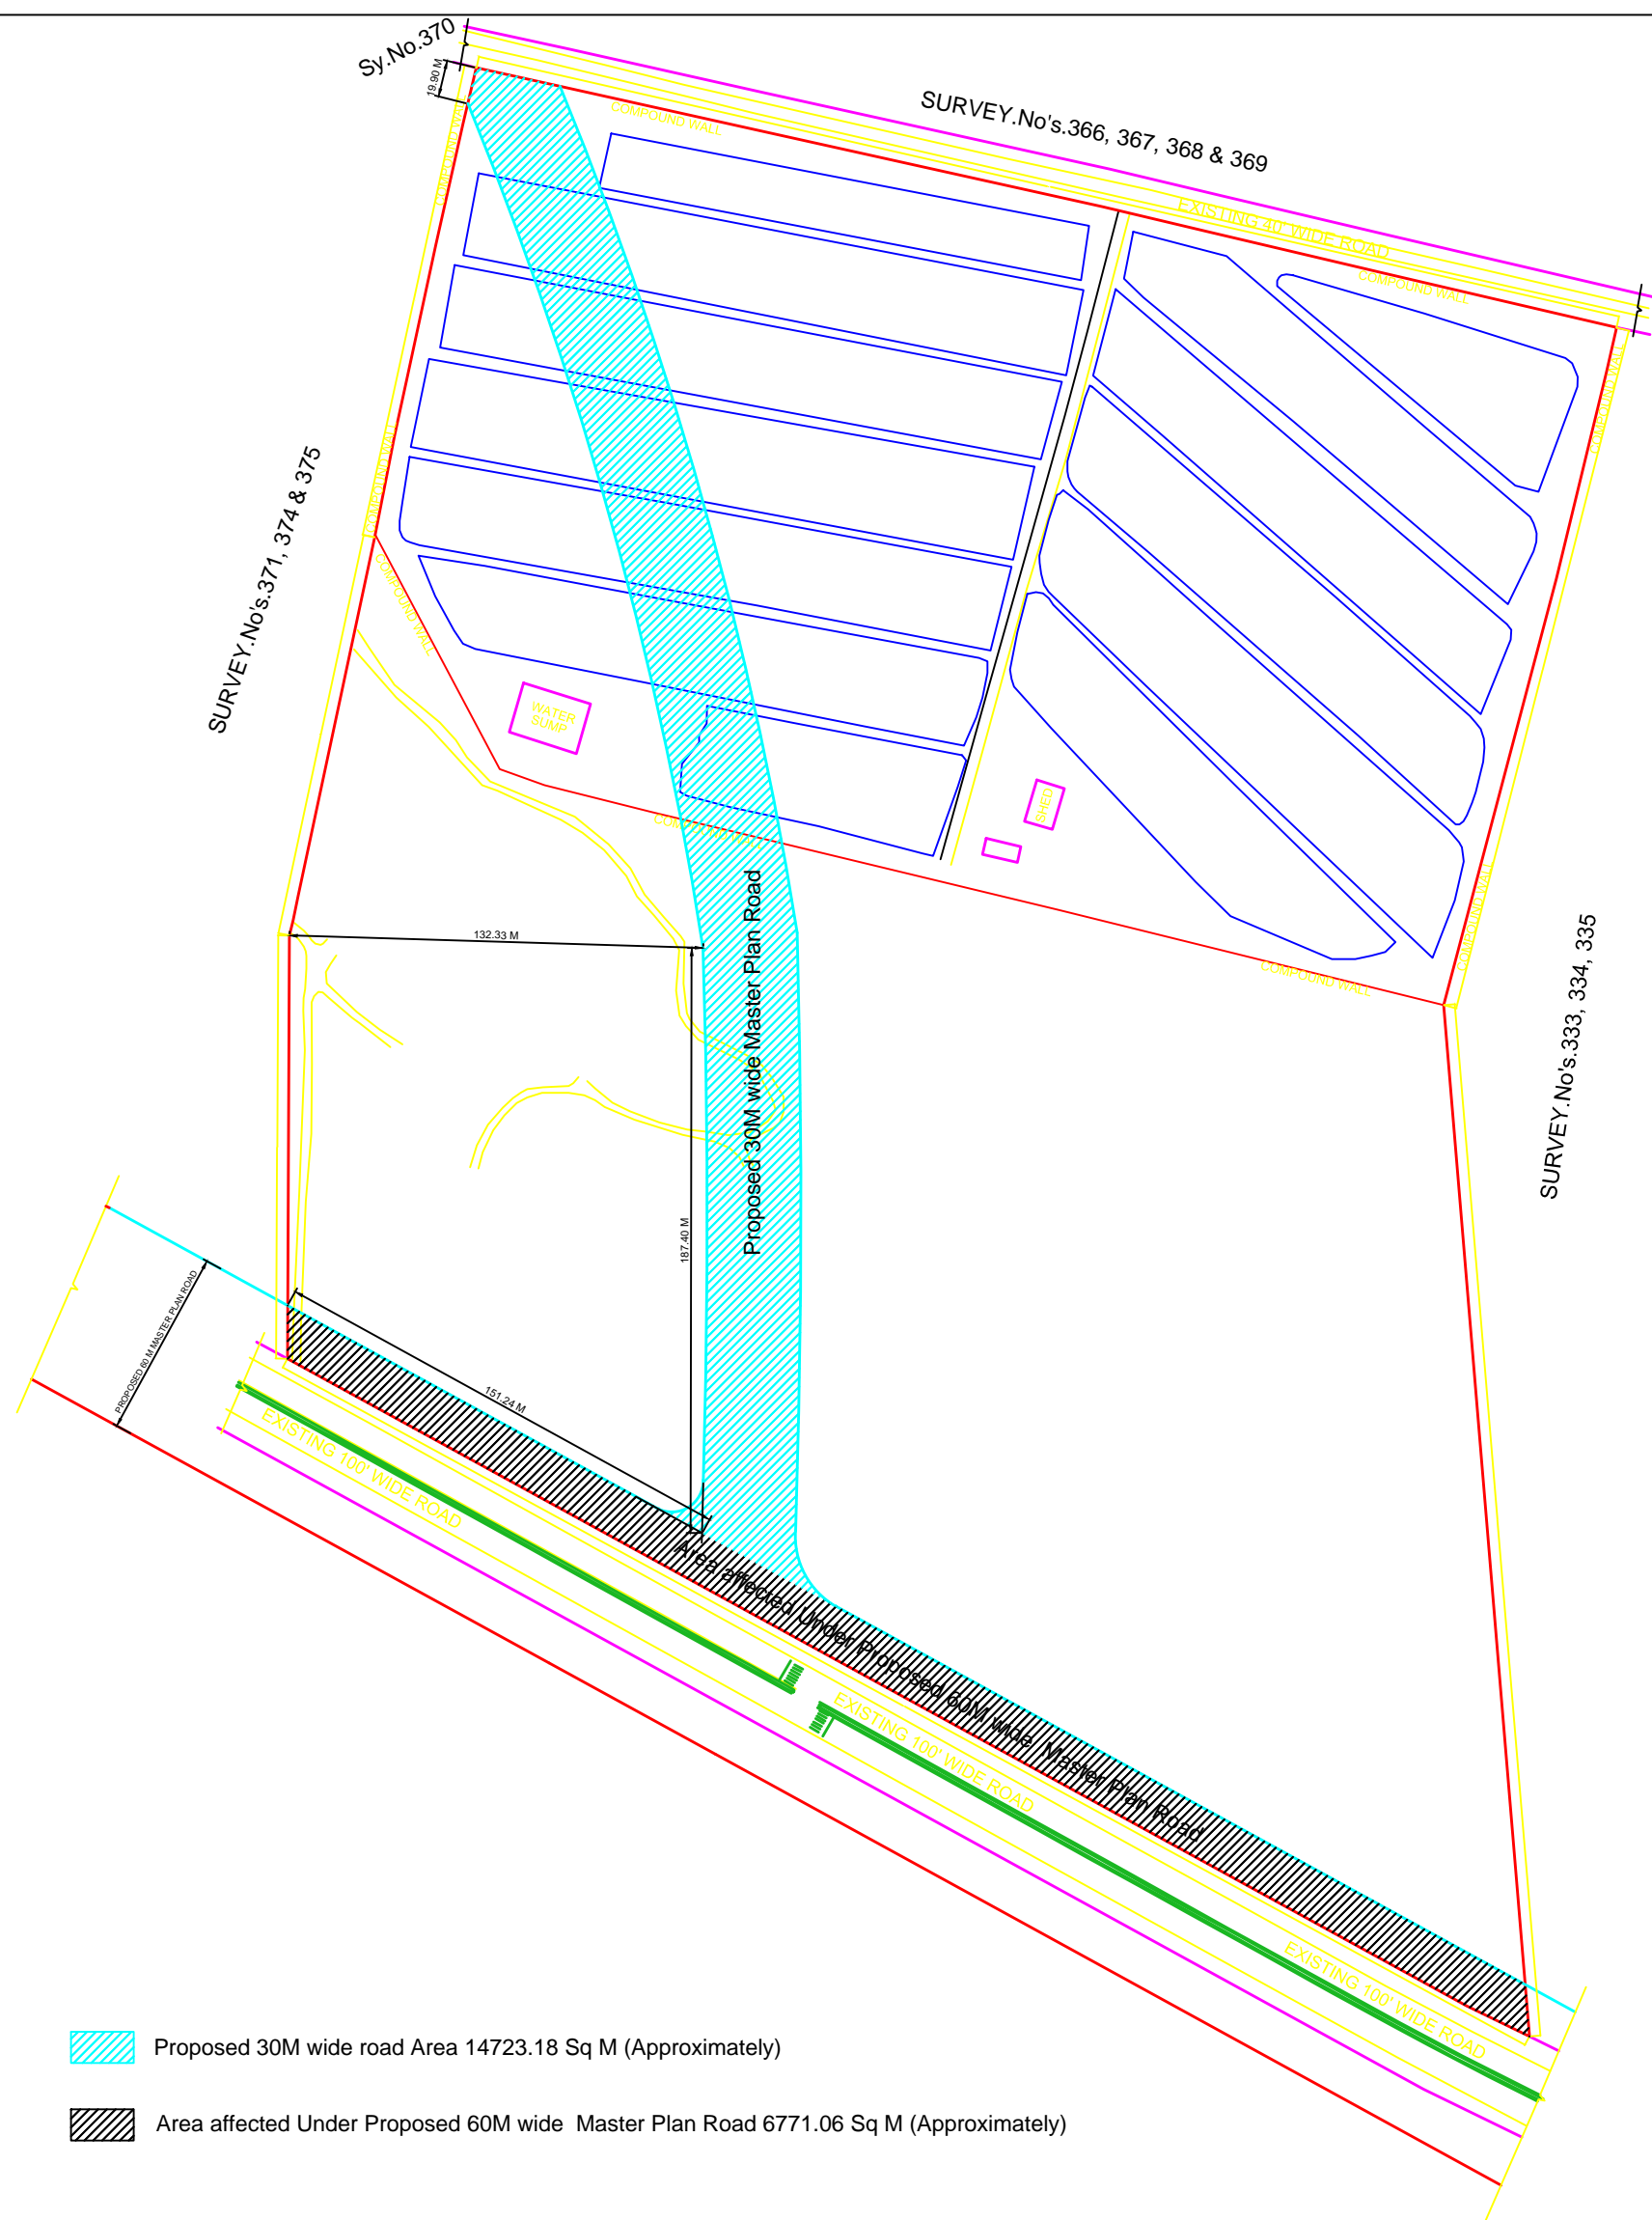 Sy.No.370
19.90 M
SURVEY.No's.366, 367, 368 & 369
COMPOUND WALL
COMPOUND WALL
EXISTING 40' WIDE ROAD
COMPOUND WALL
COMPOUND WALL
SURVEY.No's.371, 374 & 375
COMPOUND WALL
COMPOUND WALL
WATER
SUMP
SHED
COMPOUND WALL
COMPOUND WALL
COMPOUND WALL
SURVEY.No's.333, 334, 335
132.33 M
Proposed 30M wide Master Plan Road
187.40 M
PROPOSED 60 M MASTER PLAN ROAD
151.24 M
EXISTING 100' WIDE ROAD
Area affected Under Proposed 60M wide  Master Plan Road
EXISTING 100' WIDE ROAD
EXISTING 100' WIDE ROAD
Proposed 30M wide road Area 14723.18 Sq M (Approximately)
Area affected Under Proposed 60M wide  Master Plan Road 6771.06 Sq M (Approximately)